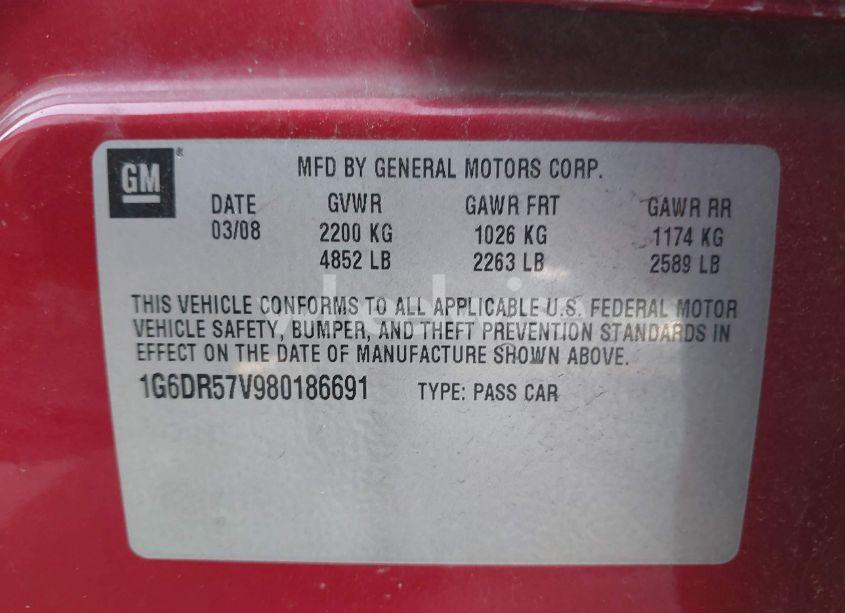 GM
MFD BY GENERAL MOTORS CORP.
DATE GVWR GAWR FRT GAWR RR
03/08 2200 KG 1026 KG 1174 KG
4852 LB 2263 LB 2589 LB
THIS VEHICLE CONFORMS TO ALL APPLICABLE U.S. FEDERAL MOTOR
VEHICLE SAFETY, BUMPER, AND THEFT PREVENTION STANDARDS IN
EFFECT ON THE DATE OF MANUFACTURE SHOWN ABOVE.
1G6DR57V980186691 TYPE: PASS CAR